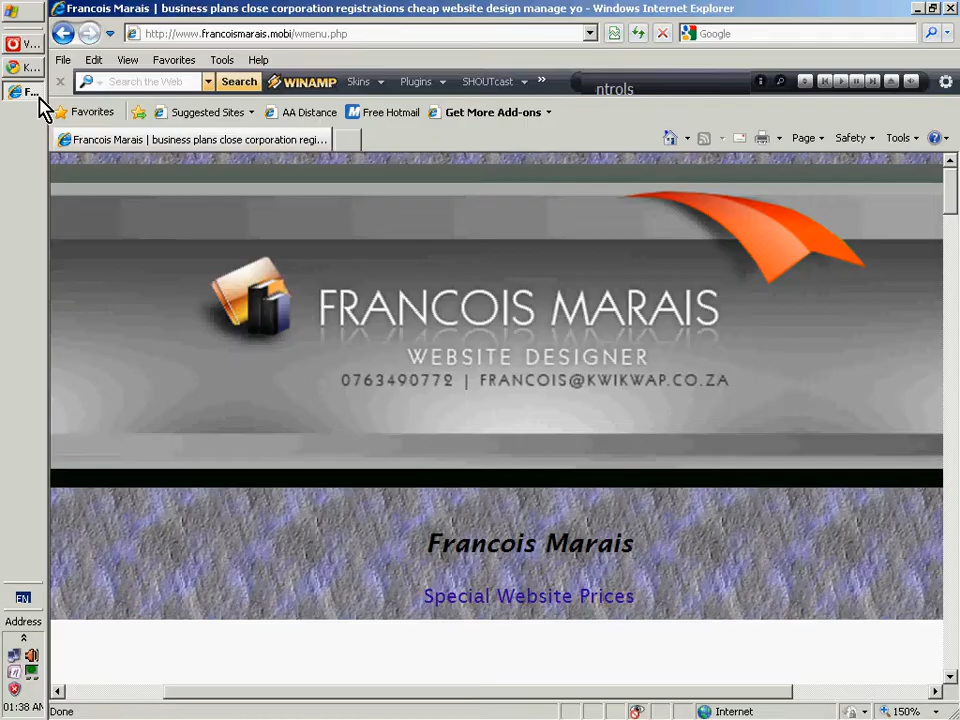 Francois Marais | business plans close corporation registrations cheap website design manage yo - Windows Internet Explorer
V...
K...
F...
http://www.francoismarais.mobi/wmenu.php
Google
File Edit View Favorites Tools Help
Search the Web Search WINAMP Skins Plugins SHOUTcast » ntrols
Favorites Suggested Sites AA Distance Free Hotmail Get More Add-ons
Francois Marais | business plans close corporation regi...
Page Safety Tools
FRANCOIS MARAIS
WEBSITE DESIGNER
0763490772 | FRANCOIS@KWIKWAP.CO.ZA
Francois Marais
Special Website Prices
EN
Address
01:38 AM
Done Internet 150%